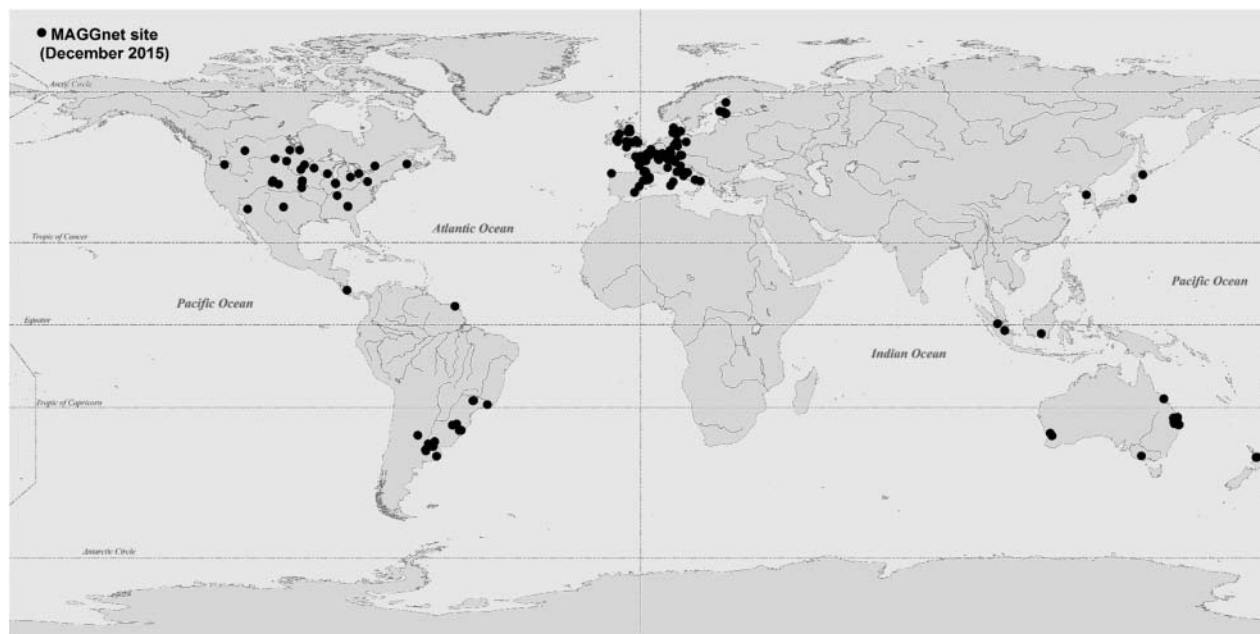 MAGGnet site
(December 2015)
Arctic Circle
Atlantic Ocean
Tropic of Cancer
Pacific Ocean
Pacific Ocean
Equator
Indian Ocean
Tropic of Capricorn
Antarctic Circle